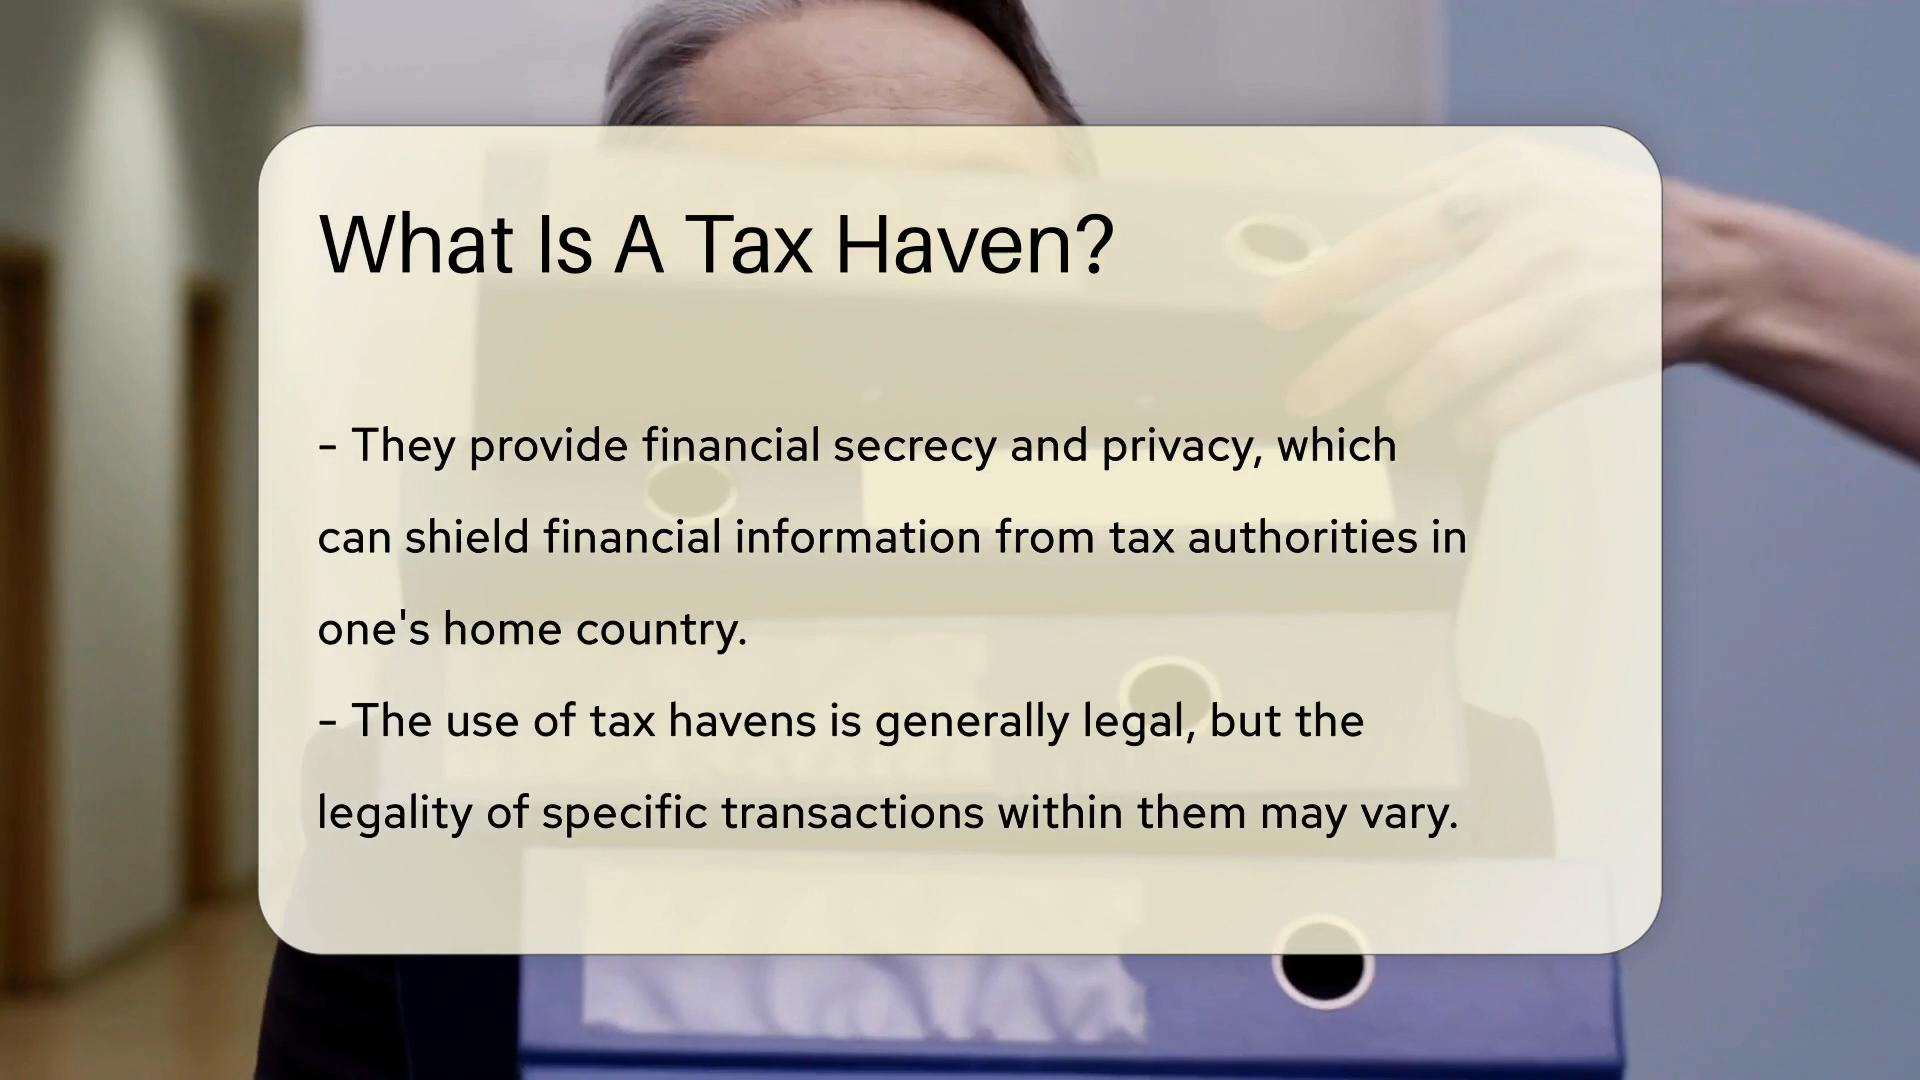 What Is A Tax Haven?
- They provide financial secrecy and privacy, which
can shield financial information from tax authorities in
one's home country.
- The use of tax havens is generally legal, but the
legality of specific transactions within them may vary.